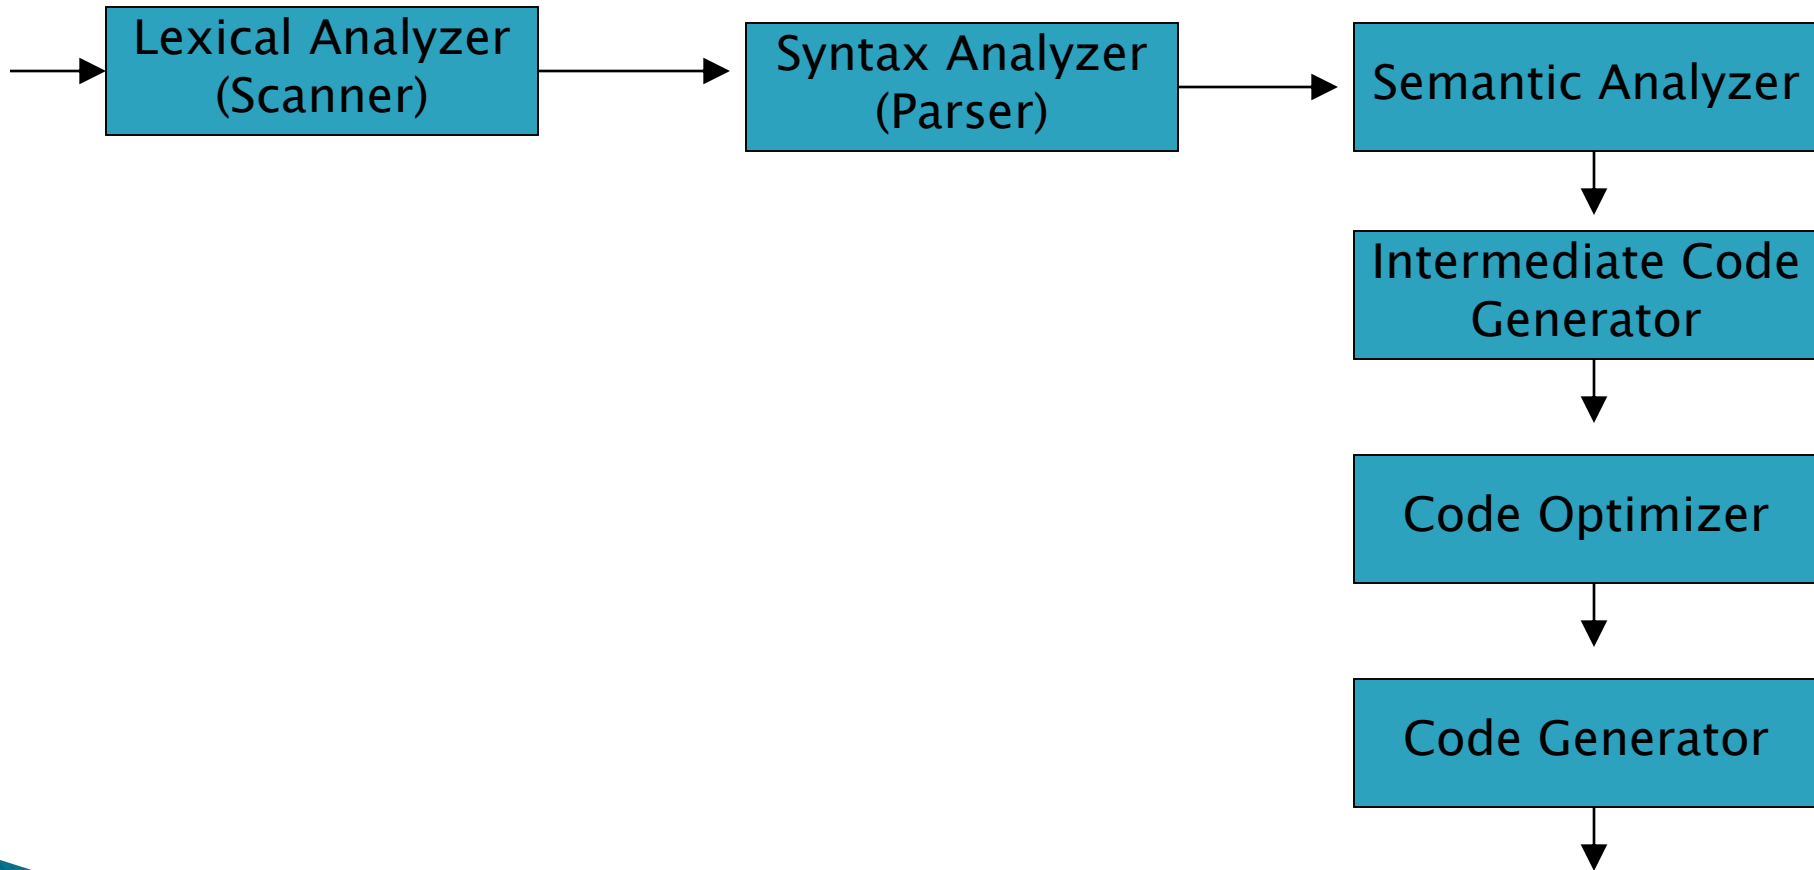 Lexical Analyzer
(Scanner)
Syntax Analyzer
(Parser)
Semantic Analyzer
Intermediate Code
Generator
Code Optimizer
Code Generator